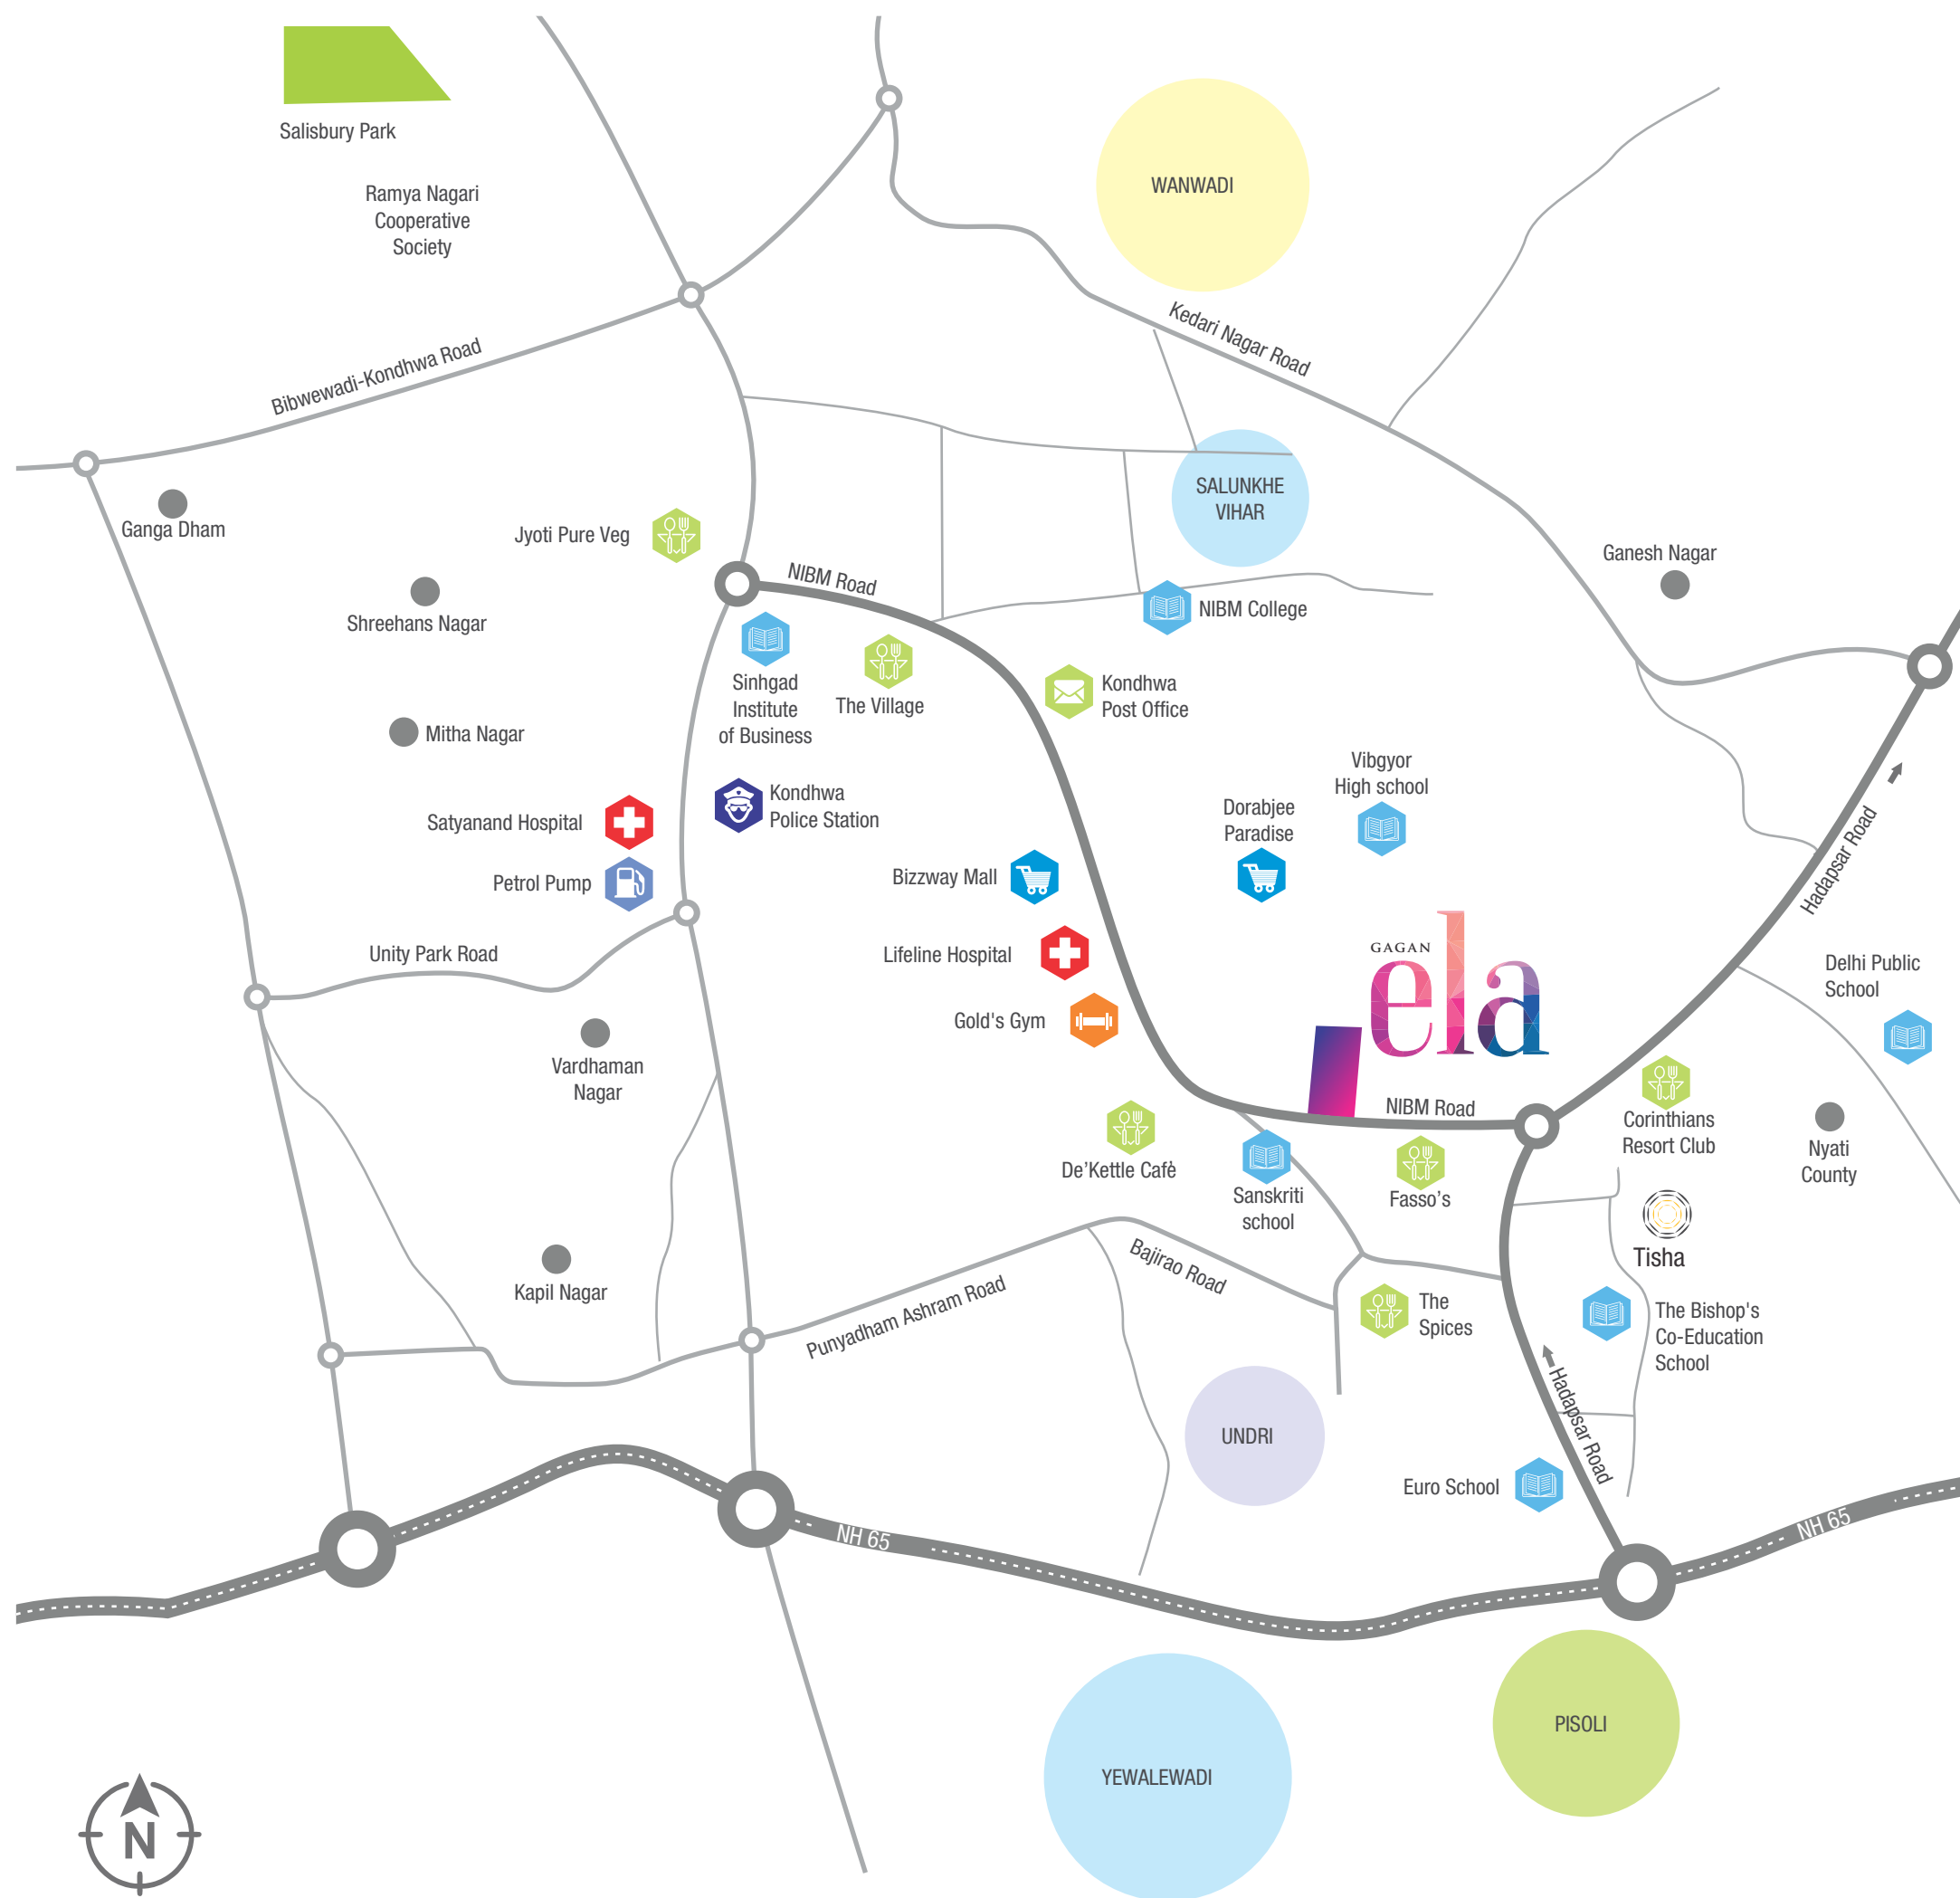 Salisbury Park
Ramya Nagari
Cooperative
Society
WANWADI
Kedari Nagar Road
Bibwewadi-Kondhwa Road
SALUNKHE
VIHAR
Ganga Dham
Jyoti Pure Veg
Ganesh Nagar
NIBM Road
Shreehans Nagar
NIBM College
Sinhgad
Institute
of Business
The Village
Kondhwa
Post Office
Mitha Nagar
Vibgyor
High school
Kondhwa
Police Station
Dorabjee
Paradise
Satyanand Hospital
Hadapsar Road
Bizzway Mall
Petrol Pump
Unity Park Road
Lifeline Hospital
GAGAN
ela
Delhi Public
School
Gold's Gym
Vardhaman
Nagar
NIBM Road
Corinthians
Resort Club
Nyati
County
De'Kettle Cafė
Sanskriti
school
Fasso's
Tisha
Bajirao Road
Kapil Nagar
Punyadham Ashram Road
The
Spices
The Bishop's
Co-Education
School
Hadapsar Road
UNDRI
Euro School
NH 65
NH 65
PISOLI
YEWALEWADI
N